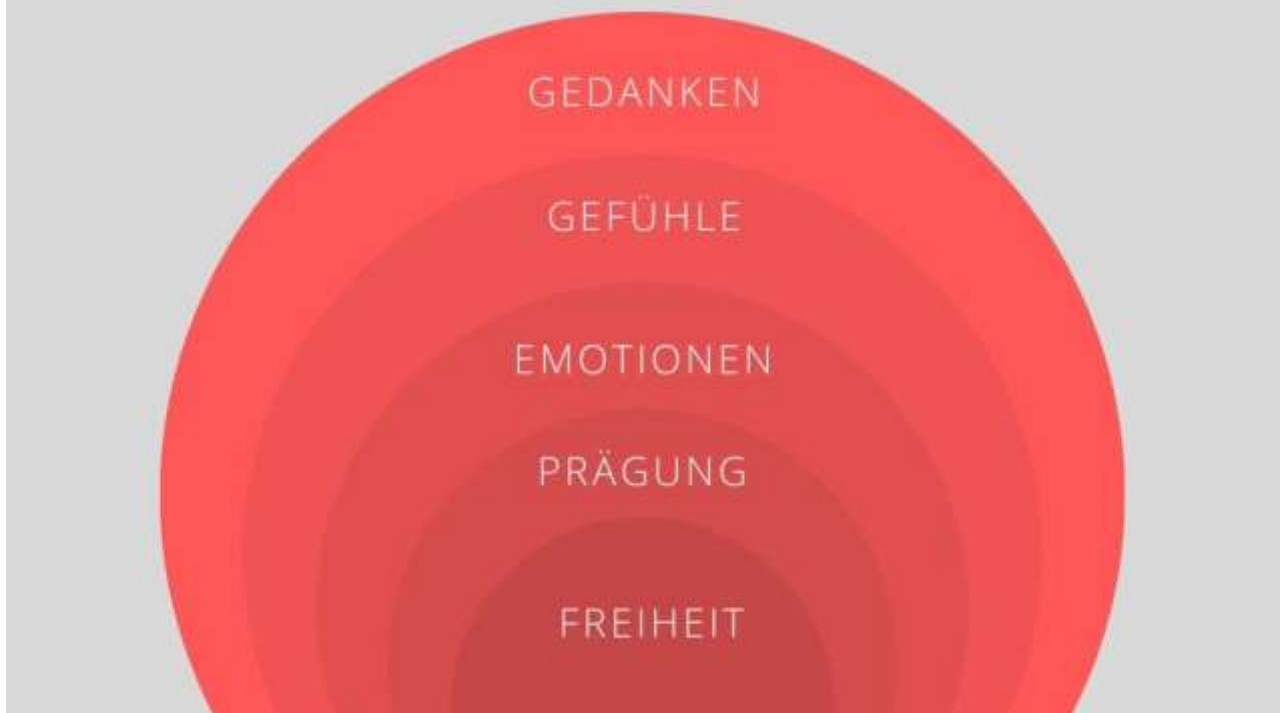 GEDANKEN
GEFÜHLE
EMOTIONEN
PRÄGUNG
FREIHEIT